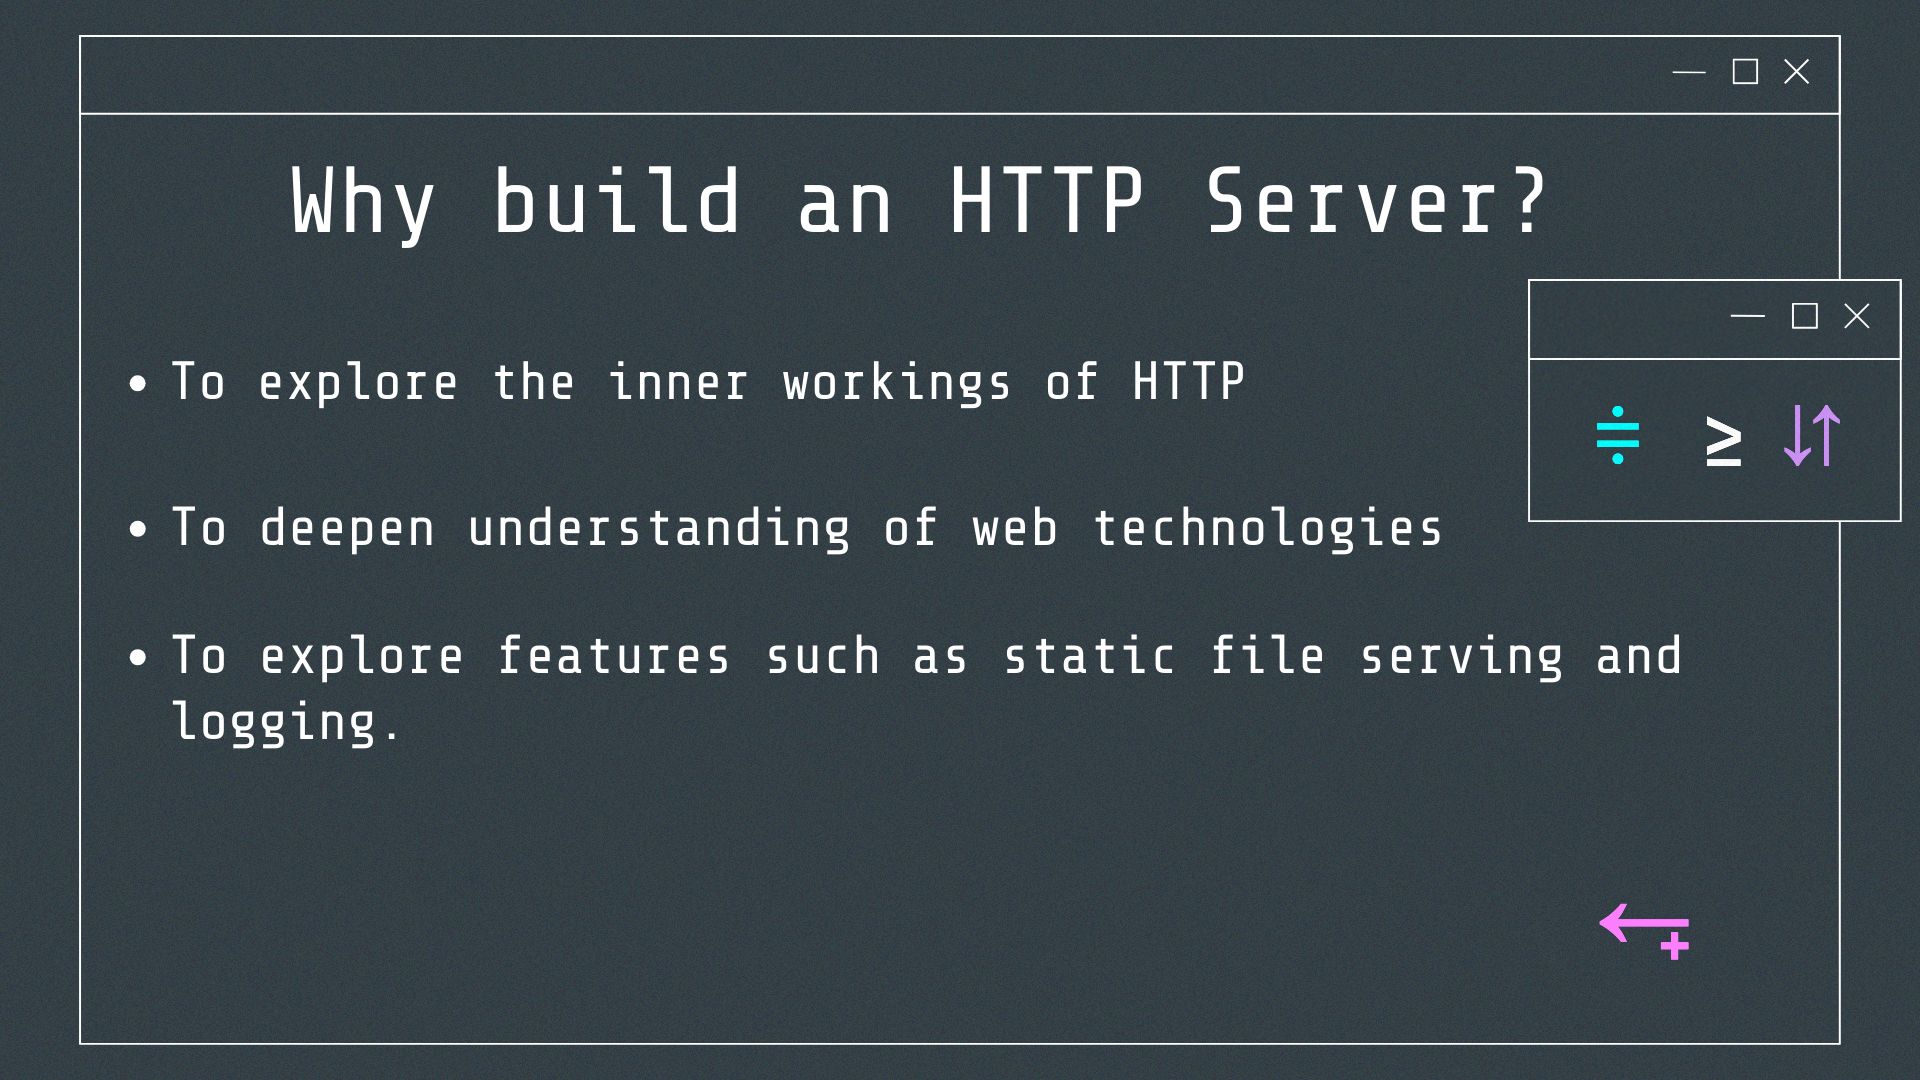 Why build an HTTP Server?
• To explore the inner workings of HTTP
• To deepen understanding of web technologies
• To explore features such as static file serving and
logging.
≑ ≥ ↓↑